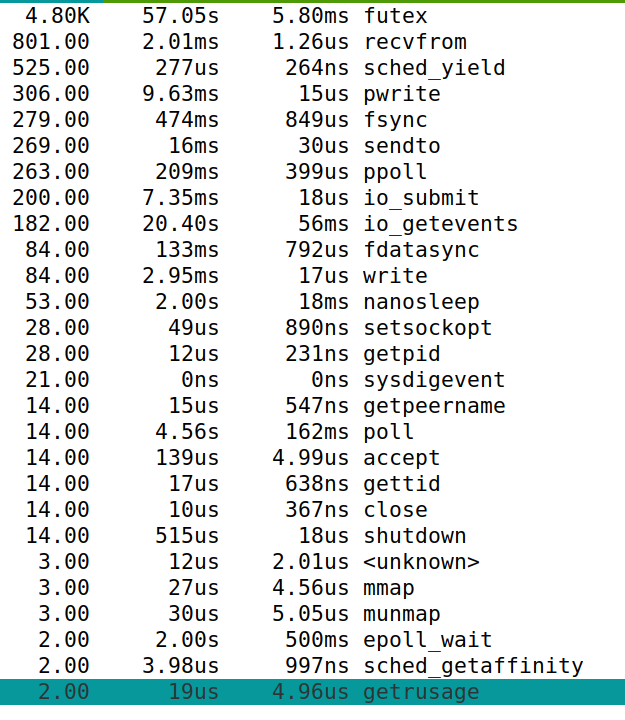 4.80K 57.05s 5.80ms futex
801.00 2.01ms 1.26us recvfrom
525.00 277us 264ns sched_yield
306.00 9.63ms 15us pwrite
279.00 474ms 849us fsync
269.00 16ms 30us sendto
263.00 209ms 399us ppoll
200.00 7.35ms 18us io_submit
182.00 20.40s 56ms io_getevents
84.00 133ms 792us fdatasync
84.00 2.95ms 17us write
53.00 2.00s 18ms nanosleep
28.00 49us 890ns setsockopt
28.00 12us 231ns getpid
21.00 0ns 0ns sysdigevent
14.00 15us 547ns getpeername
14.00 4.56s 162ms poll
14.00 139us 4.99us accept
14.00 17us 638ns gettid
14.00 10us 367ns close
14.00 515us 18us shutdown
3.00 12us 2.01us <unknown>
3.00 27us 4.56us mmap
3.00 30us 5.05us munmap
2.00 2.00s 500ms epoll_wait
2.00 3.98us 997ns sched_getaffinity
2.00 19us 4.96us getrusage